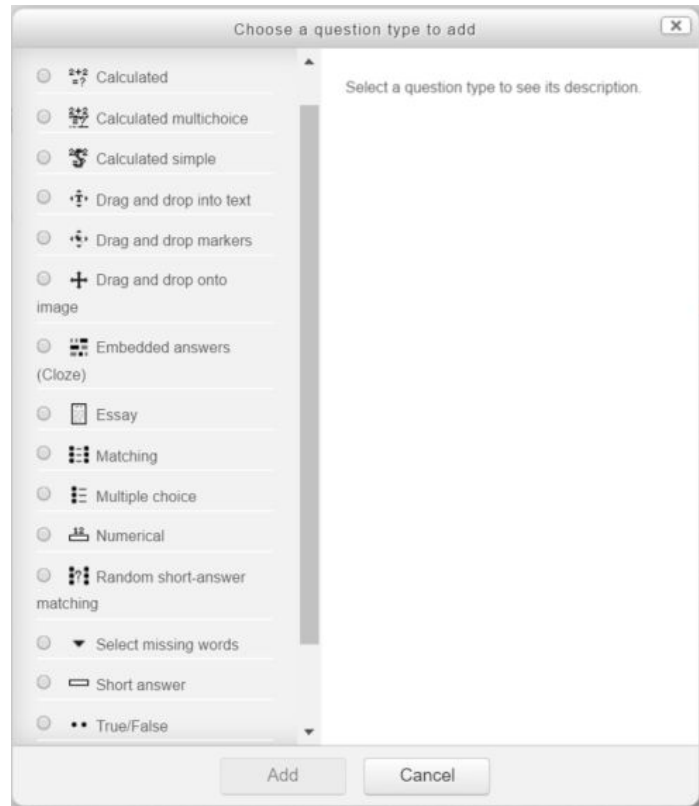 Choose a question type to add
Calculated
Calculated multichoice
Calculated simple
Drag and drop into text
Drag and drop markers
Drag and drop onto
image
Embedded answers
(Cloze)
Essay
Matching
Multiple choice
Numerical
Random short-answer
matching
Select missing words
Short answer
True/False
Select a question type to see its description.
Add
Cancel